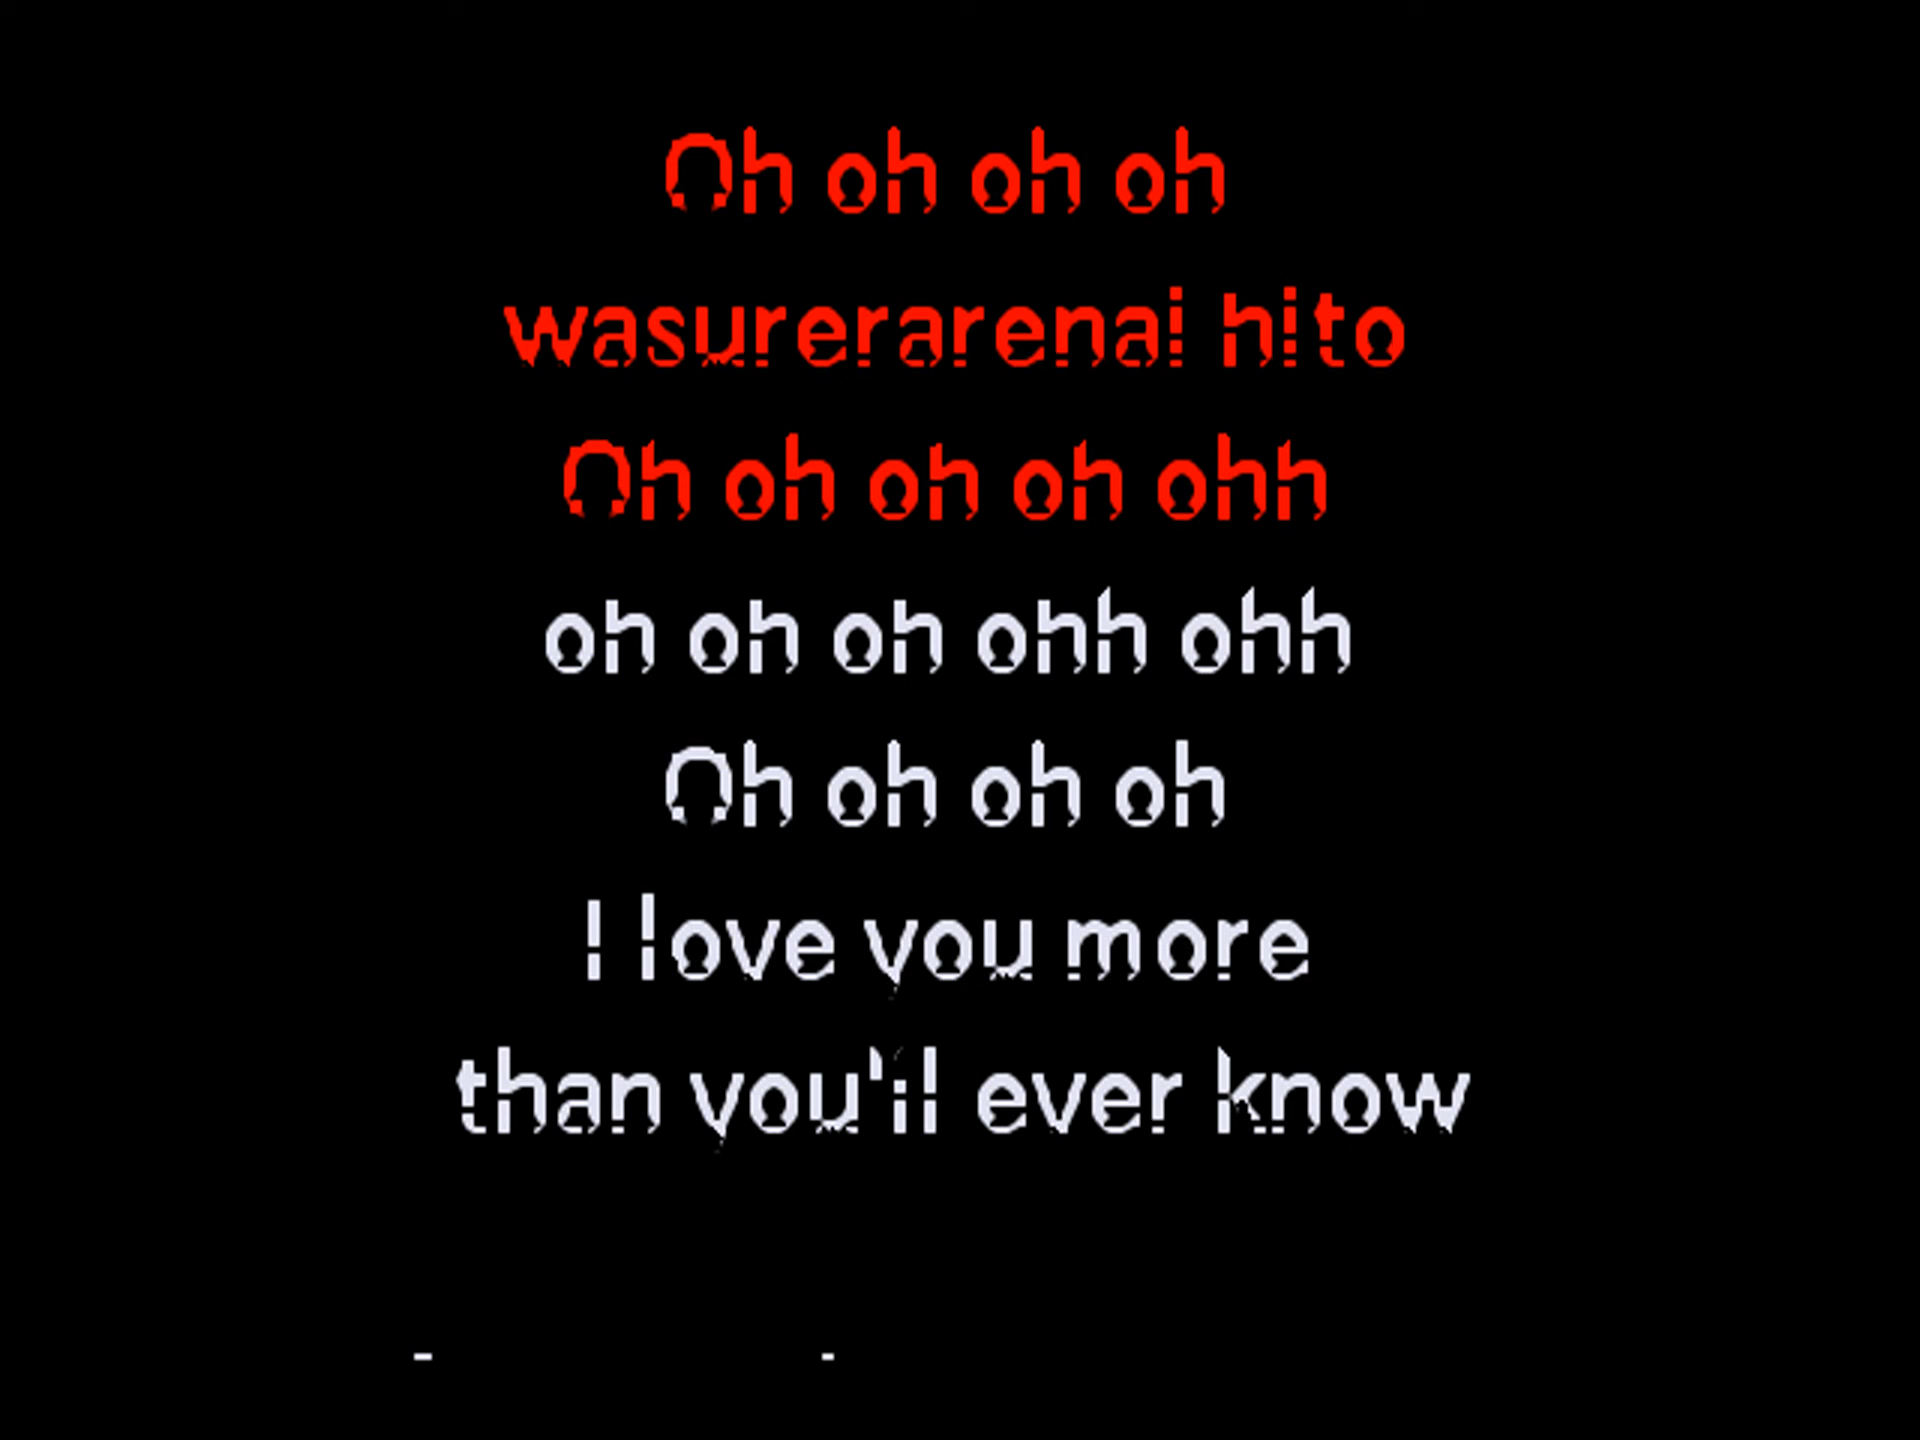 Oh oh oh oh
wasurerarenai hito
Oh oh oh oh ohh
oh oh oh ohh ohh
Oh oh oh oh
I love you more
than you'll ever know